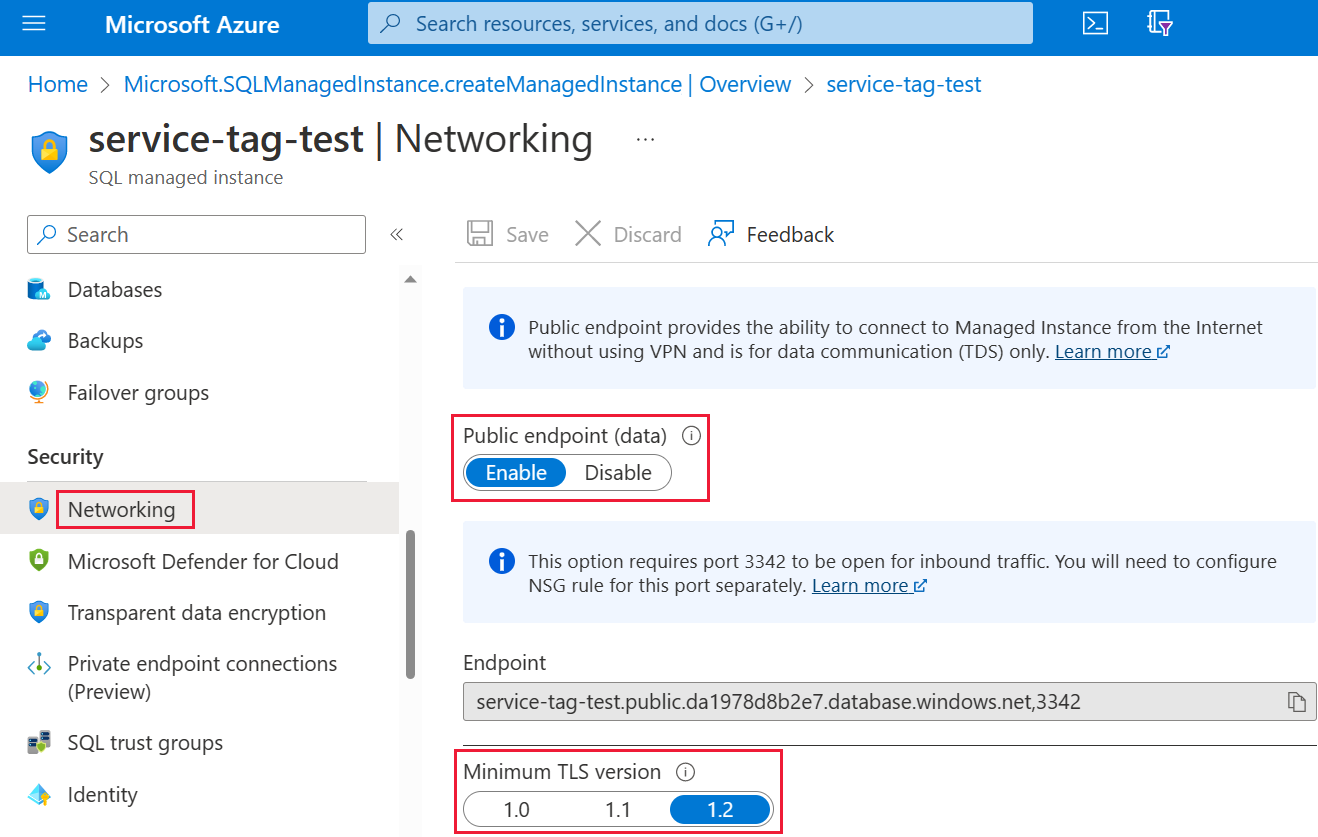 Microsoft Azure
Search resources, services, and docs (G+/)
Home > Microsoft.SQLManagedInstance.createManagedInstance | Overview > service-tag-test
service-tag-test | Networking ...
SQL managed instance
Search
«
Save
Discard
Feedback
Databases
Backups
Failover groups
Security
Networking
Microsoft Defender for Cloud
Transparent data encryption
Private endpoint connections
(Preview)
SQL trust groups
Identity
Public endpoint provides the ability to connect to Managed Instance from the Internet
without using VPN and is for data communication (TDS) only. Learn more
Public endpoint (data)
Enable Disable
This option requires port 3342 to be open for inbound traffic. You will need to configure
NSG rule for this port separately. Learn more
Endpoint
service-tag-test.public.da1978d8b2e7.database.windows.net,3342
Minimum TLS version
1.0 1.1 1.2